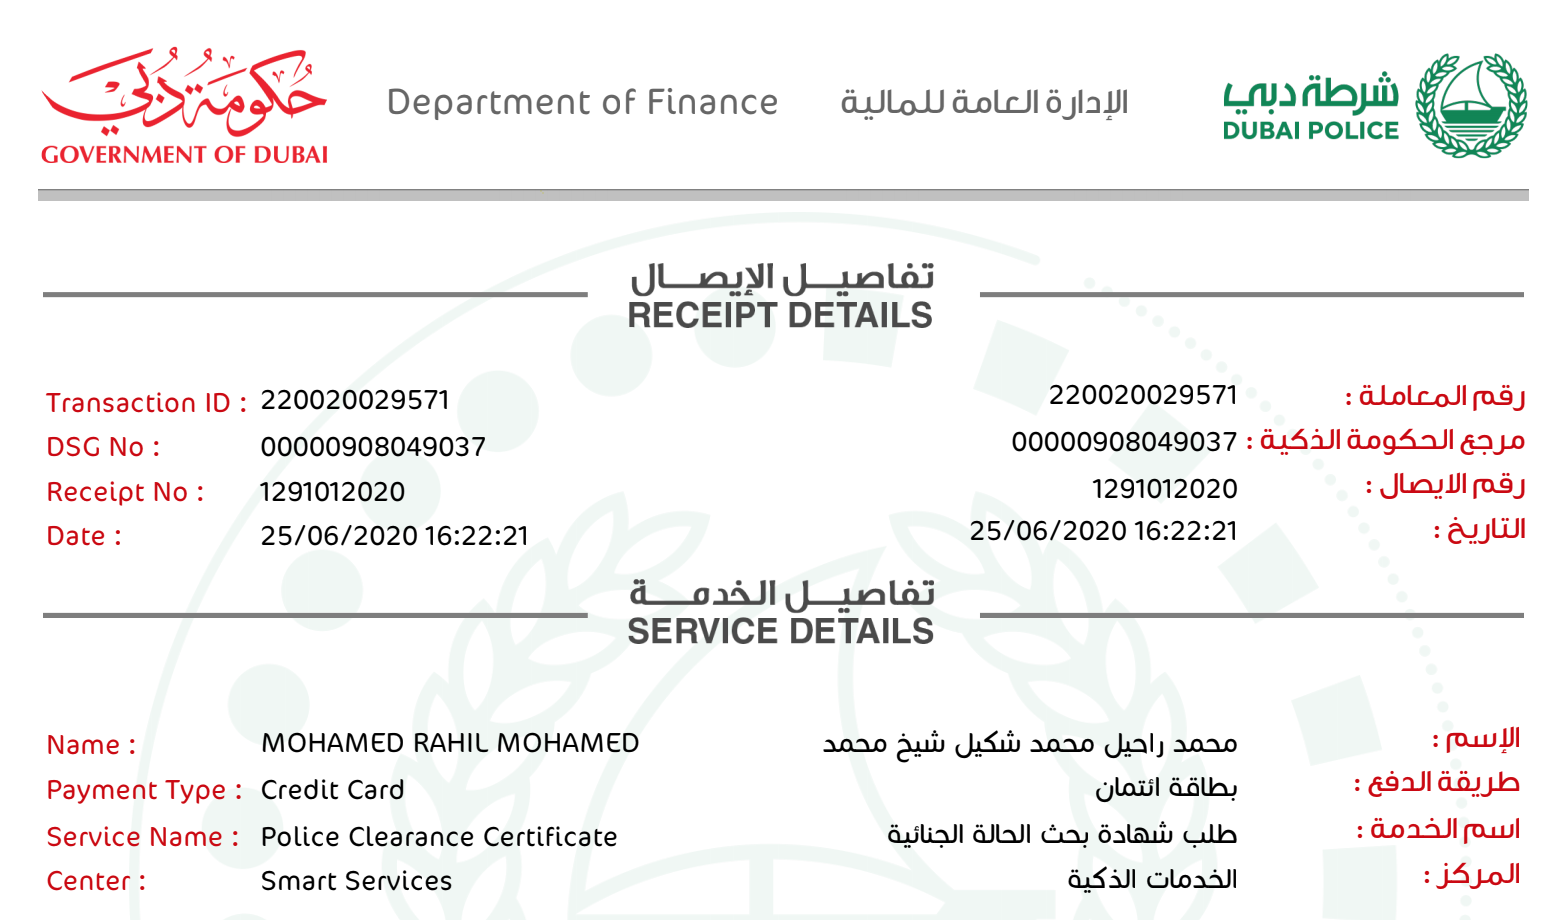 حكومة دبي
GOVERNMENT OF DUBAI
Department of Finance
الإدارة العامة للمالية
شرطة دبي
DUBAI POLICE
تفاصيـــل الإيصـــال
RECEIPT DETAILS
Transaction ID : 220020029571
رقم المعاملة : 220020029571
DSG No : 00000908049037
مرجع الحكومة الذكية : 00000908049037
Receipt No : 1291012020
رقم الايصال : 1291012020
Date : 25/06/2020 16:22:21
التاريخ : 25/06/2020 16:22:21
تفاصيـــل الخدمـــة
SERVICE DETAILS
Name : MOHAMED RAHIL MOHAMED
الإسم : محمد راحيل محمد شكيل شيخ محمد
Payment Type : Credit Card
طريقة الدفع : بطاقة ائتمان
Service Name : Police Clearance Certificate
اسم الخدمة : طلب شهادة بحث الحالة الجنائية
Center : Smart Services
المركز : الخدمات الذكية